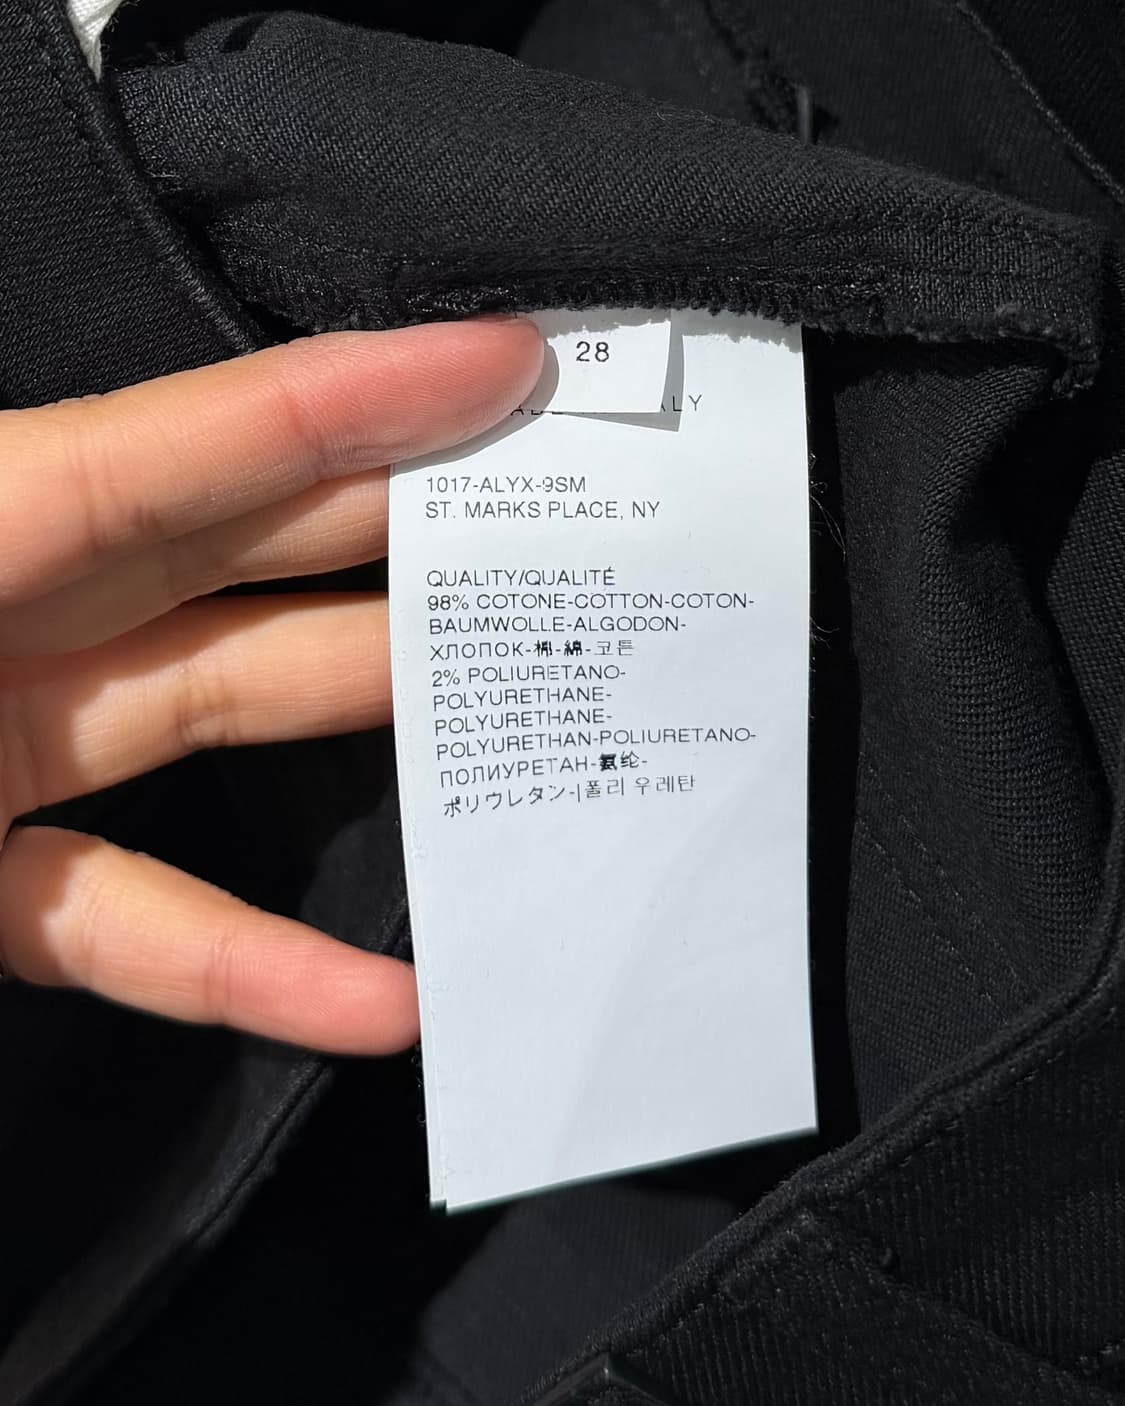 28
1017-ALYX-9SM
ST. MARKS PLACE, NY
QUALITY/QUALITÉ
98% COTONE-COTTON-COTON-
BAUMWOLLE-ALGODON-
ХЛОПОК-棉-綿-코튼
2% POLIURETANO-
POLYURETHANE-
POLYURETHANE-
POLYURETHAN-POLIURETANO-
ПОЛИУРЕТАН-氨纶-
ポリウレタン-폴리 우레탄